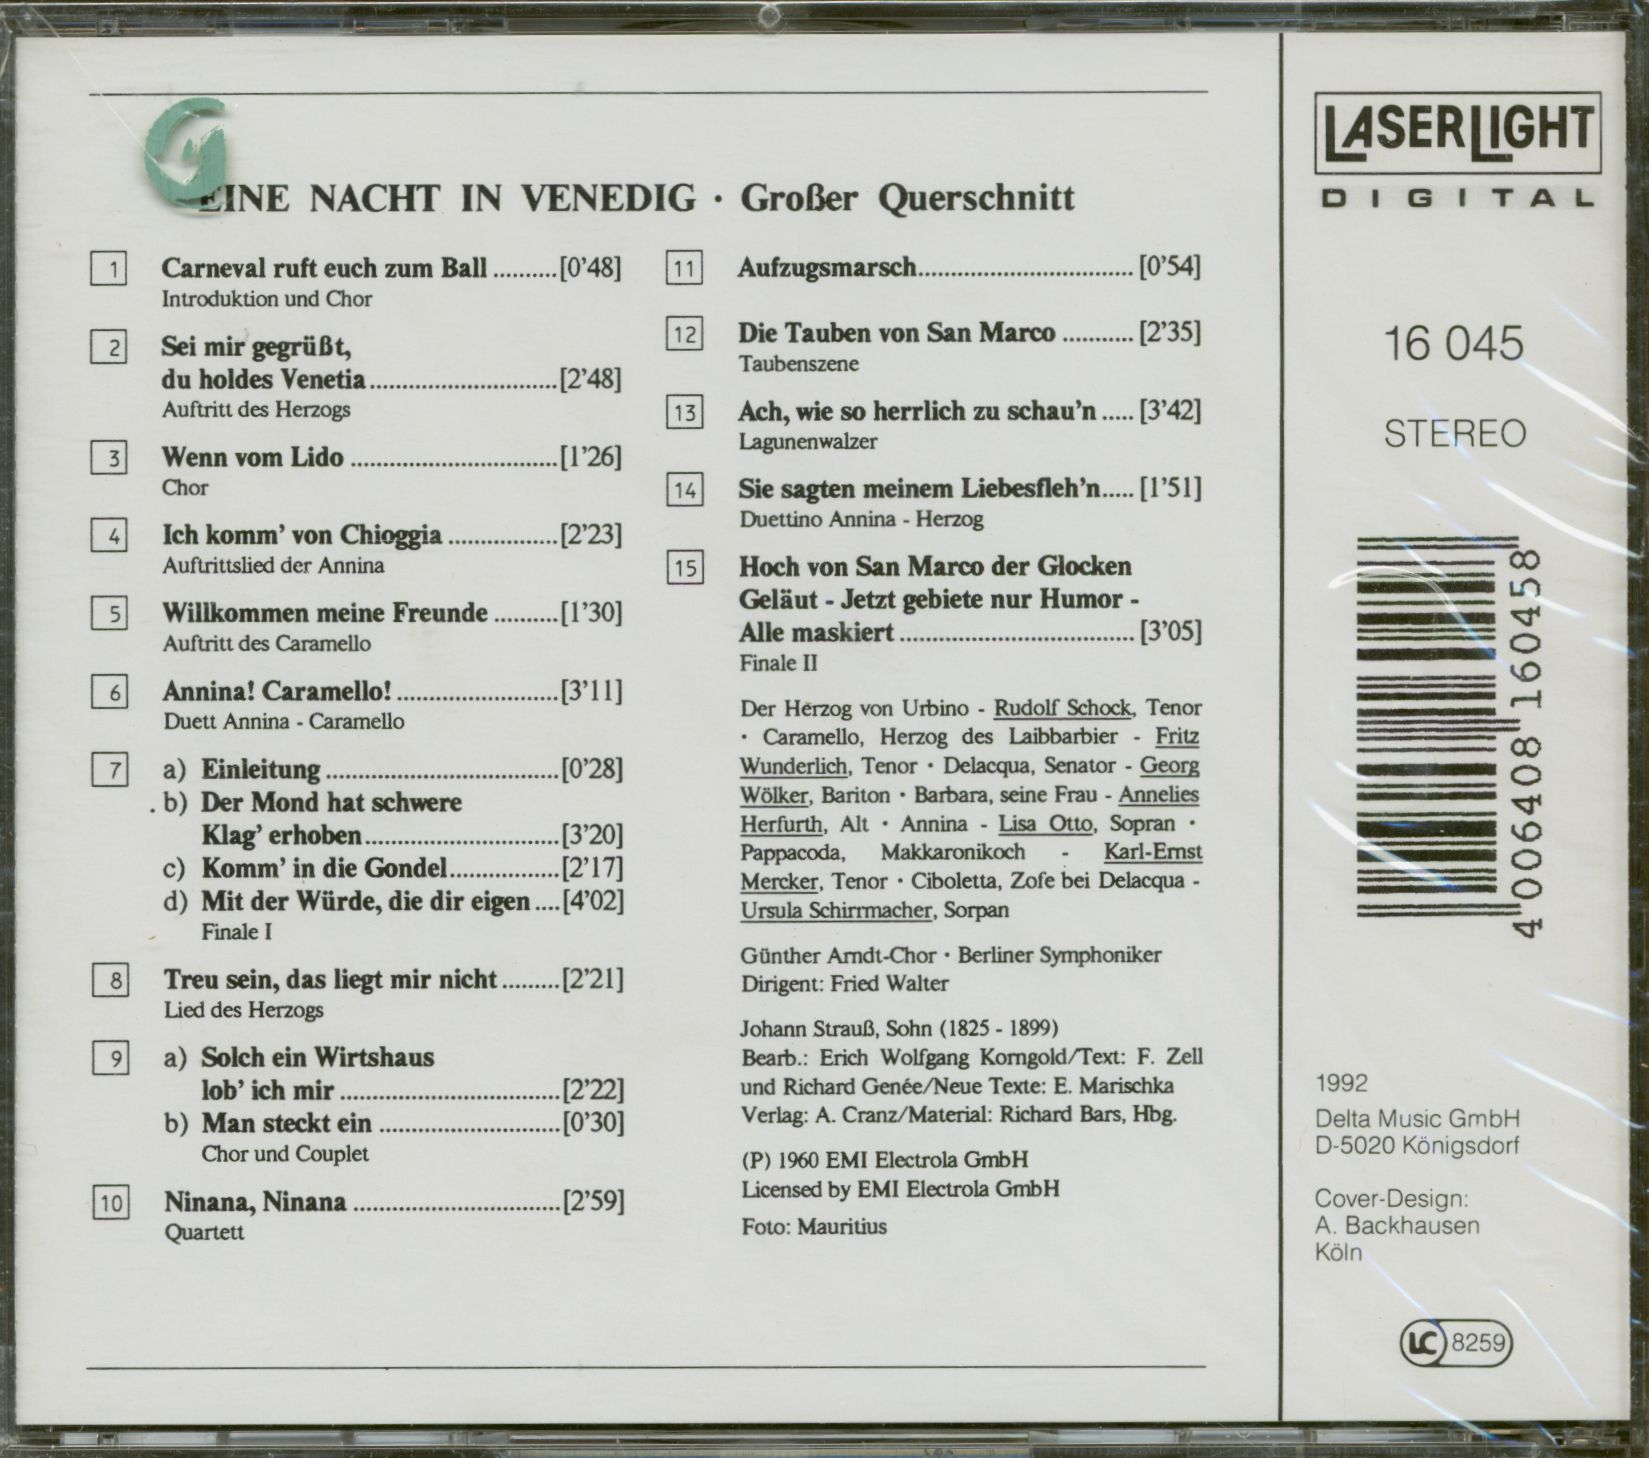 EINE NACHT IN VENEDIG · Großer Querschnitt
1 Carneval ruft euch zum Ball ..........[0'48]
Introduktion und Chor
2 Sei mir gegrüßt,
du holdes Venetia.............................[2'48]
Auftritt des Herzogs
3 Wenn vom Lido ................................[1'26]
Chor
4 Ich komm' von Chioggia .................[2'23]
Auftrittslied der Annina
5 Willkommen meine Freunde ..........[1'30]
Auftritt des Caramello
6 Annina! Caramello! .........................[3'11]
Duett Annina - Caramello
7 a) Einleitung ....................................[0'28]
b) Der Mond hat schwere
Klag' erhoben..............................[3'20]
c) Komm' in die Gondel.................[2'17]
d) Mit der Würde, die dir eigen ....[4'02]
Finale I
8 Treu sein, das liegt mir nicht .........[2'21]
Lied des Herzogs
9 a) Solch ein Wirtshaus
lob' ich mir ..................................[2'22]
b) Man steckt ein ............................[0'30]
Chor und Couplet
10 Ninana, Ninana ................................[2'59]
Quartett
11 Aufzugsmarsch................................. [0'54]
12 Die Tauben von San Marco ........... [2'35]
Taubenszene
13 Ach, wie so herrlich zu schau'n ..... [3'42]
Lagunenwalzer
14 Sie sagten meinem Liebesfleh'n..... [1'51]
Duettino Annina - Herzog
15 Hoch von San Marco der Glocken
Geläut - Jetzt gebiete nur Humor -
Alle maskiert .................................... [3'05]
Finale II
Der Herzog von Urbino - Rudolf Schock, Tenor
· Caramello, Herzog des Laibbarbier - Fritz
Wunderlich, Tenor · Delacqua, Senator - Georg
Wölker, Bariton · Barbara, seine Frau - Annelies
Herfurth, Alt · Annina - Lisa Otto, Sopran ·
Pappacoda, Makkaronikoch - Karl-Ernst
Mercker, Tenor · Ciboletta, Zofe bei Delacqua -
Ursula Schirrmacher, Sorpan
Günther Arndt-Chor · Berliner Symphoniker
Dirigent: Fried Walter
Johann Strauß, Sohn (1825 - 1899)
Bearb.: Erich Wolfgang Korngold/Text: F. Zell
und Richard Genée/Neue Texte: E. Marischka
Verlag: A. Cranz/Material: Richard Bars, Hbg.
(P) 1960 EMI Electrola GmbH
Licensed by EMI Electrola GmbH
Foto: Mauritius
LASERLIGHT
DIGITAL
16 045
STEREO
4 006408 160458
1992
Delta Music GmbH
D-5020 Königsdorf
Cover-Design:
A. Backhausen
Köln
LC 8259